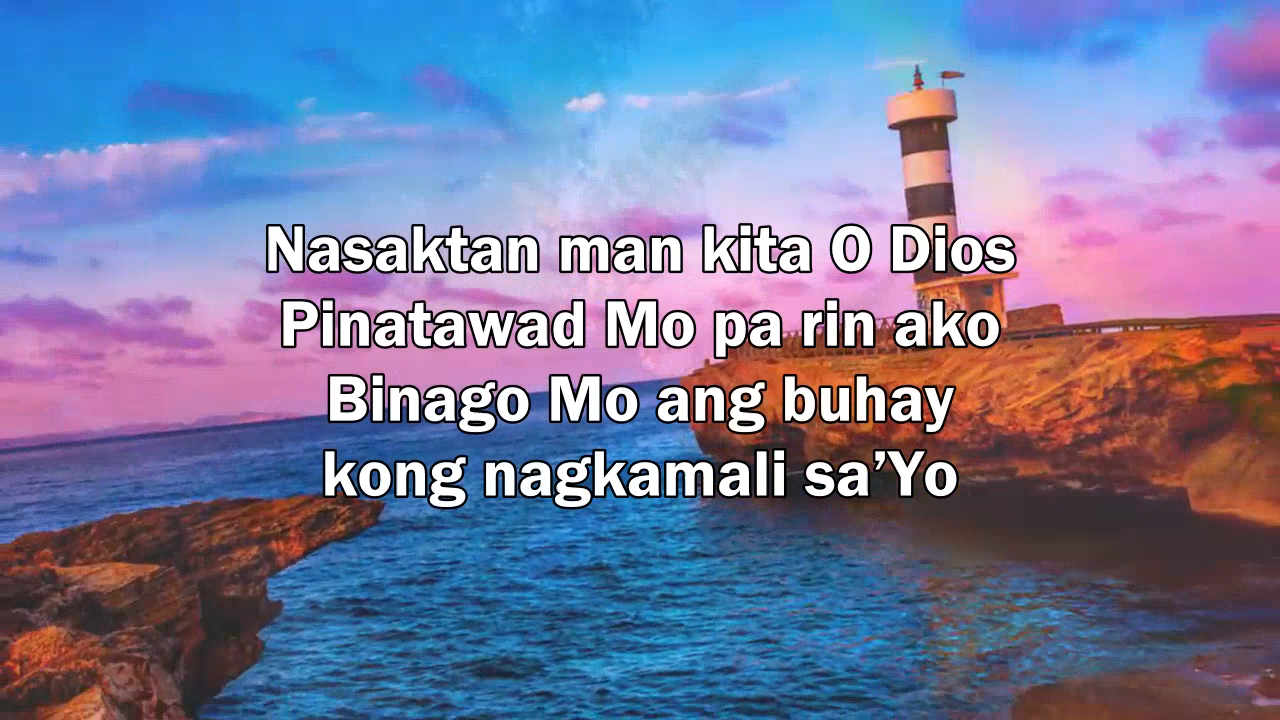 Nasaktan man kita O Dios
Pinatawad Mo pa rin ako
Binago Mo ang buhay
kong nagkamali sa’Yo